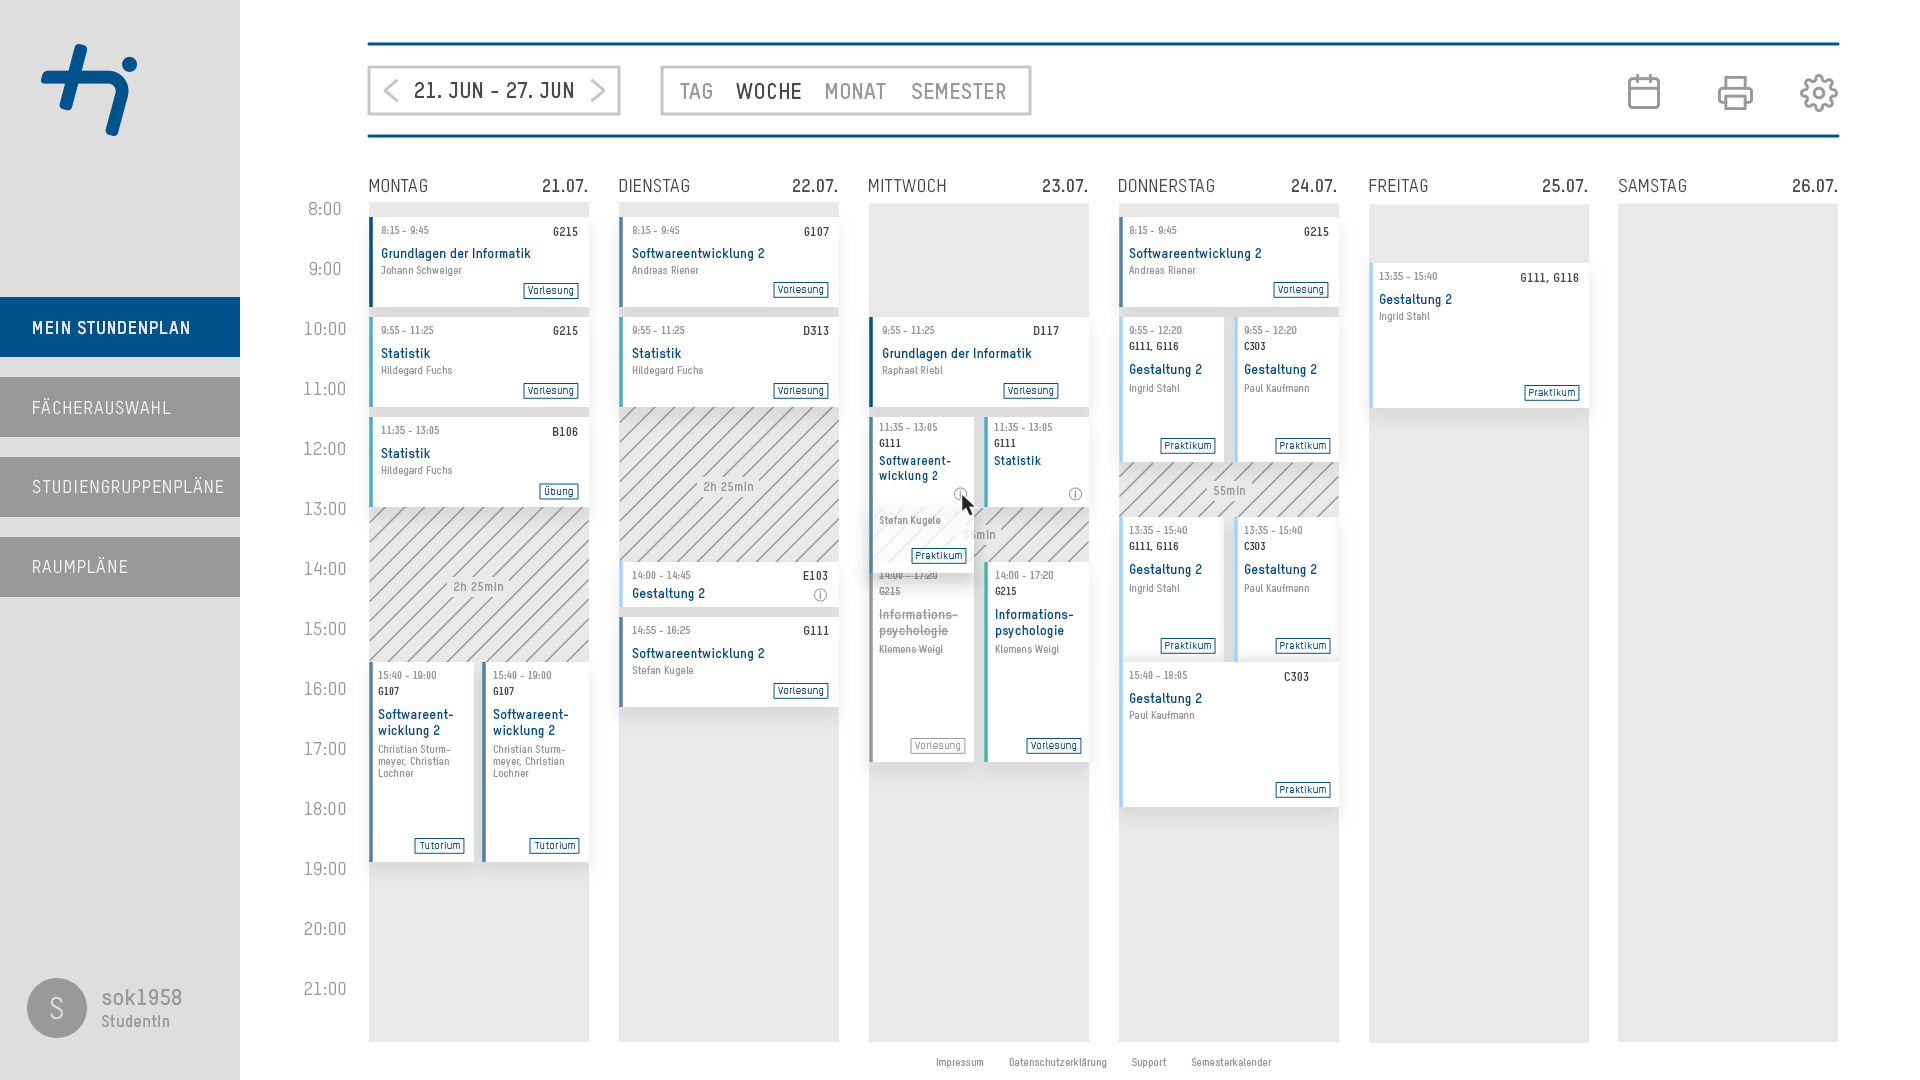 21. JUN - 27. JUN
TAG WOCHE MONAT SEMESTER
MEIN STUNDENPLAN
FÄCHERAUSWAHL
STUDIENGRUPPENPLÄNE
RAUMPLÄNE
S
sok1958
StudentIn
8:00
9:00
10:00
11:00
12:00
13:00
14:00
15:00
16:00
17:00
18:00
19:00
20:00
21:00
MONTAG 21.07.
8:15 - 9:45 G215
Grundlagen der Informatik
Johann Schweiger
Vorlesung
9:55 - 11:25 G215
Statistik
Hildegard Fuchs
Vorlesung
11:35 - 13:05 B106
Statistik
Hildegard Fuchs
Übung
2h 25min
15:40 - 19:00
G107
Softwareent-
wicklung 2
Christian Sturm-
meyer, Christian
Lochner
Tutorium
15:40 - 19:00
G107
Softwareent-
wicklung 2
Christian Sturm-
meyer, Christian
Lochner
Tutorium
DIENSTAG 22.07.
8:15 - 9:45 G107
Softwareentwicklung 2
Andreas Riener
Vorlesung
9:55 - 11:25 D313
Statistik
Hildegard Fuchs
Vorlesung
2h 25min
14:00 - 14:45 E103
Gestaltung 2
14:55 - 16:25 G111
Softwareentwicklung 2
Stefan Kugele
Vorlesung
MITTWOCH 23.07.
9:55 - 11:25 D117
Grundlagen der Informatik
Raphael Riebl
Vorlesung
11:35 - 13:05
G111
Softwareent-
wicklung 2
Stefan Kugele
Praktikum
11:35 - 13:05
G111
Statistik
55min
14:00 - 17:20
G215
Informations-
psychologie
Klemens Weigl
Vorlesung
14:00 - 17:20
G215
Informations-
psychologie
Klemens Weigl
Vorlesung
DONNERSTAG 24.07.
8:15 - 9:45 G215
Softwareentwicklung 2
Andreas Riener
Vorlesung
9:55 - 12:20
G111, G116
Gestaltung 2
Ingrid Stahl
Praktikum
9:55 - 12:20
C303
Gestaltung 2
Paul Kaufmann
Praktikum
55min
13:35 - 15:40
G111, G116
Gestaltung 2
Ingrid Stahl
Praktikum
13:35 - 15:40
C303
Gestaltung 2
Paul Kaufmann
Praktikum
15:40 - 18:05 C303
Gestaltung 2
Paul Kaufmann
Praktikum
FREITAG 25.07.
13:35 - 15:40 G111, G116
Gestaltung 2
Ingrid Stahl
Praktikum
SAMSTAG 26.07.
Impressum Datenschutzerklärung Support Semesterkalender